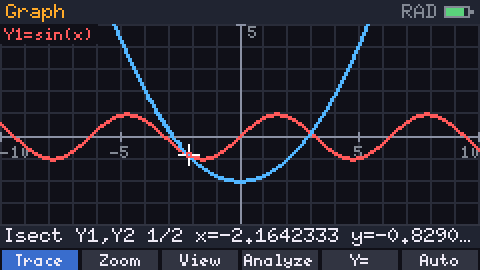 Graph RAD
Y1=sin(x)
5
-10 -5 5 10
Isect Y1,Y2 1/2 x=-2.1642333 y=-0.8290…
Trace Zoom View Analyze Y= Auto